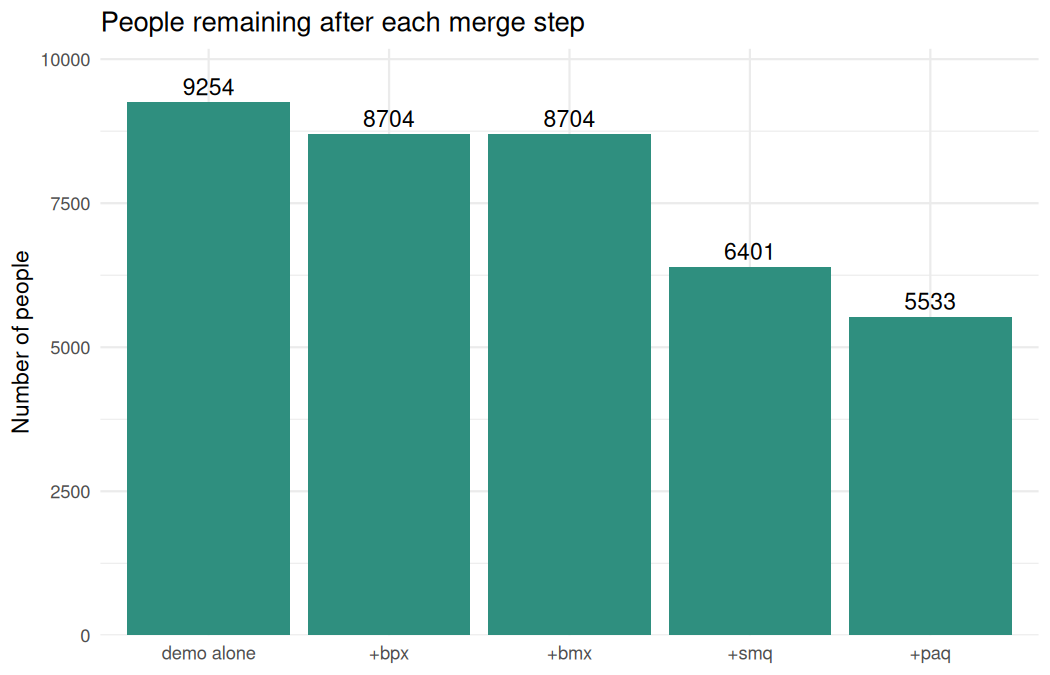 People remaining after each merge step
Number of people
10000
7500
5000
2500
0
9254
8704
8704
6401
5533
demo alone
+bpx
+bmx
+smq
+paq